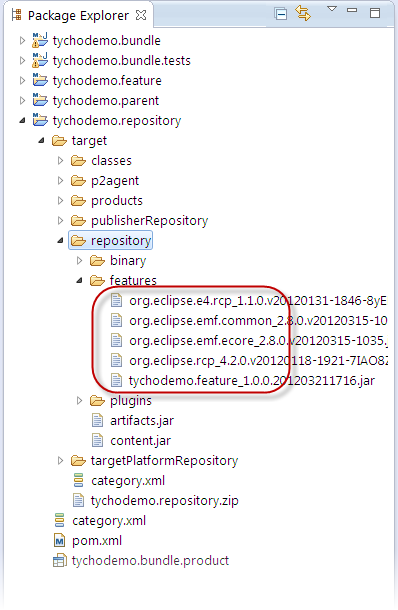 Package Explorer
tychodemo.bundle
tychodemo.bundle.tests
tychodemo.feature
tychodemo.parent
tychodemo.repository
target
classes
p2agent
products
publisherRepository
repository
binary
features
org.eclipse.e4.rcp_1.1.0.v20120131-1846-8yE
org.eclipse.emf.common_2.8.0.v20120315-10
org.eclipse.emf.ecore_2.8.0.v20120315-1035.j
org.eclipse.rcp_4.2.0.v20120118-1921-7IAO8Z
tychodemo.feature_1.0.0.201203211716.jar
plugins
artifacts.jar
content.jar
targetPlatformRepository
category.xml
tychodemo.repository.zip
category.xml
pom.xml
tychodemo.bundle.product